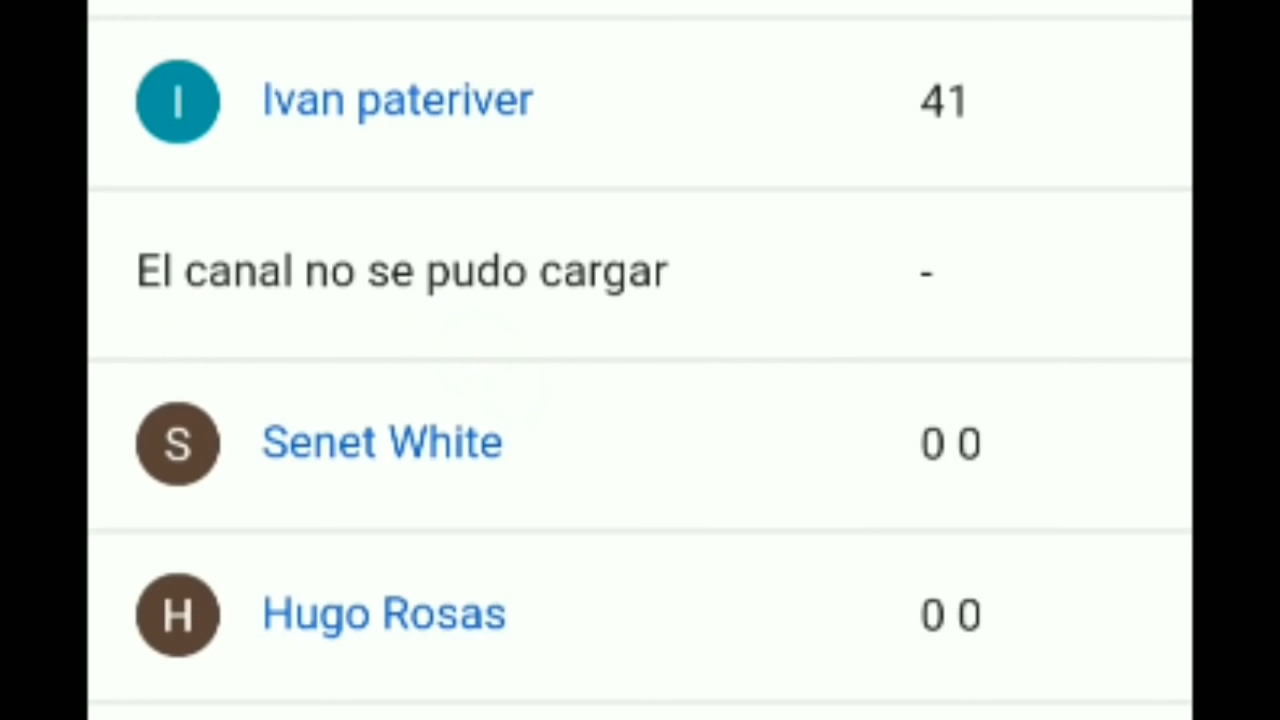 I Ivan pateriver 41
El canal no se pudo cargar -
S Senet White 0 0
H Hugo Rosas 0 0